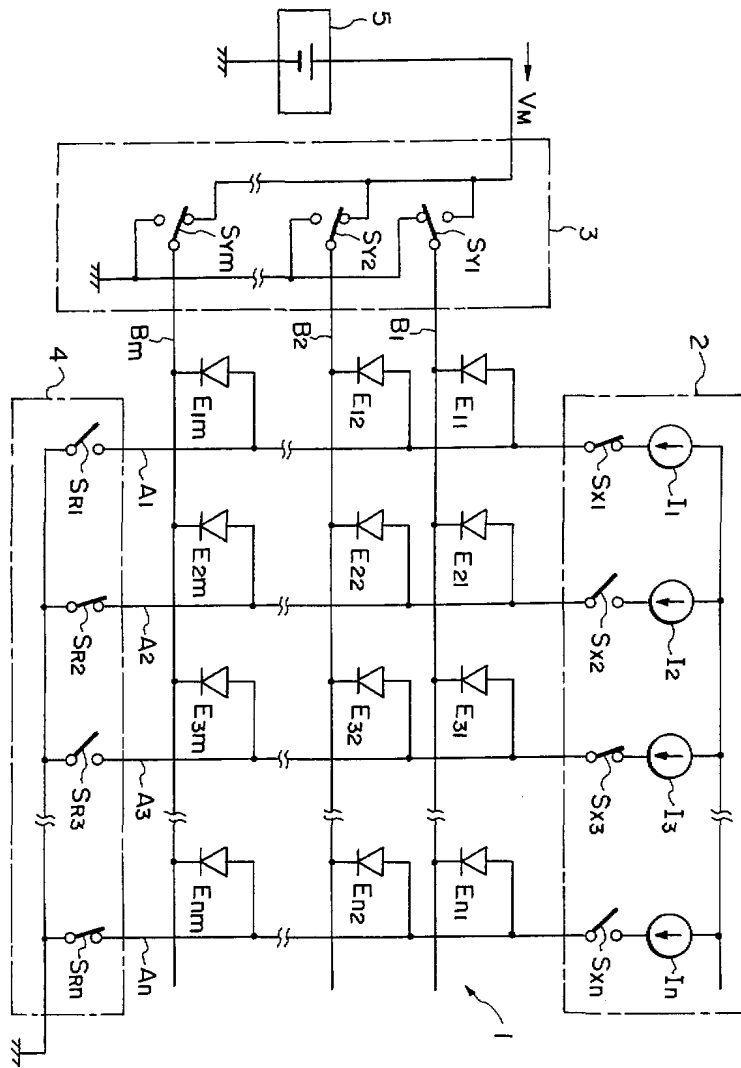 5
VM
3
SYm
SY2
SY1
Bm
B2
B1
4
2
E1m
E12
E11
SR1
A1
SX1
I1
E2m
E22
E21
SR2
A2
SX2
I2
E3m
E32
E31
SR3
A3
SX3
I3
Enm
En2
En1
SRn
An
SXn
In
1